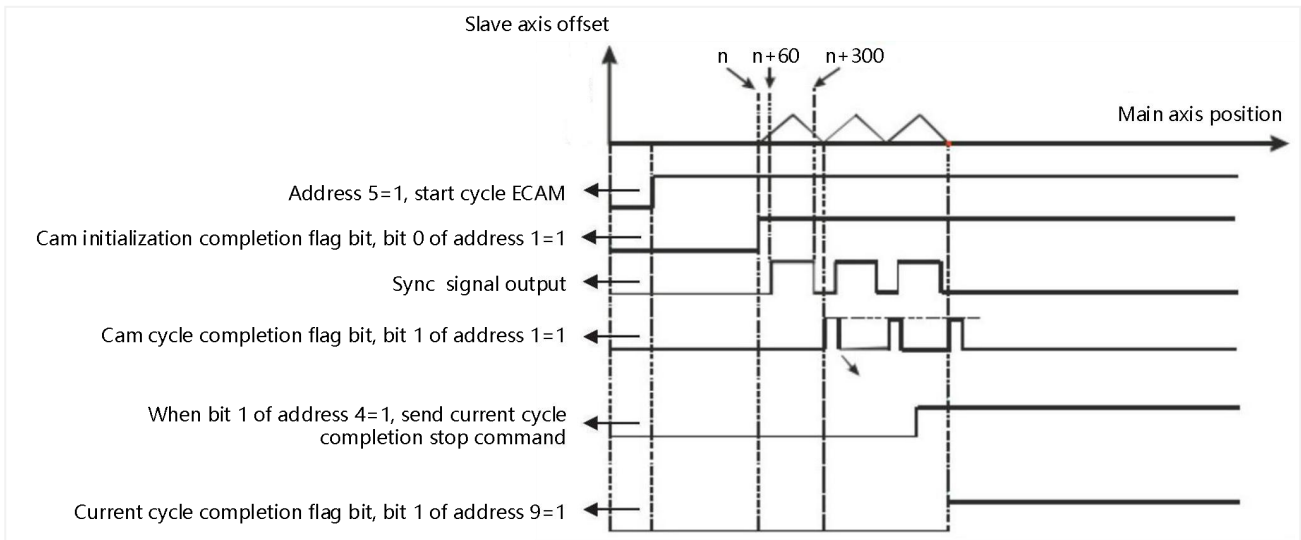 Slave axis offset
n n+60 n+300
Main axis position
Address 5=1, start cycle ECAM
Cam initialization completion flag bit, bit 0 of address 1=1
Sync signal output
Cam cycle completion flag bit, bit 1 of address 1=1
When bit 1 of address 4=1, send current cycle
completion stop command
Current cycle completion flag bit, bit 1 of address 9=1